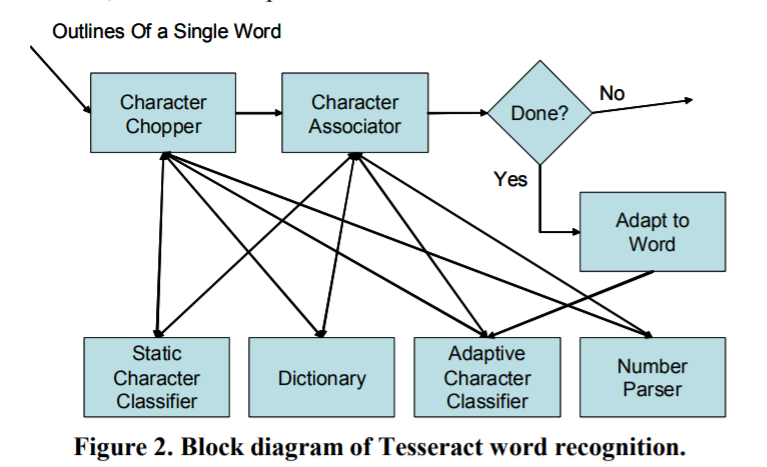 Outlines Of a Single Word
Character
Chopper
Character
Associator
Done?
No
Yes
Adapt to
Word
Static
Character
Classifier
Dictionary
Adaptive
Character
Classifier
Number
Parser
Figure 2. Block diagram of Tesseract word recognition.